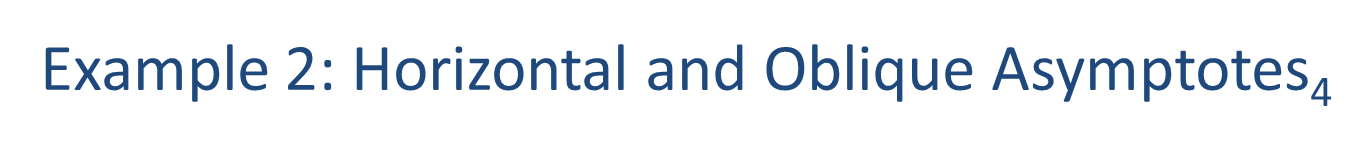 Example 2: Horizontal and Oblique Asymptotes₄